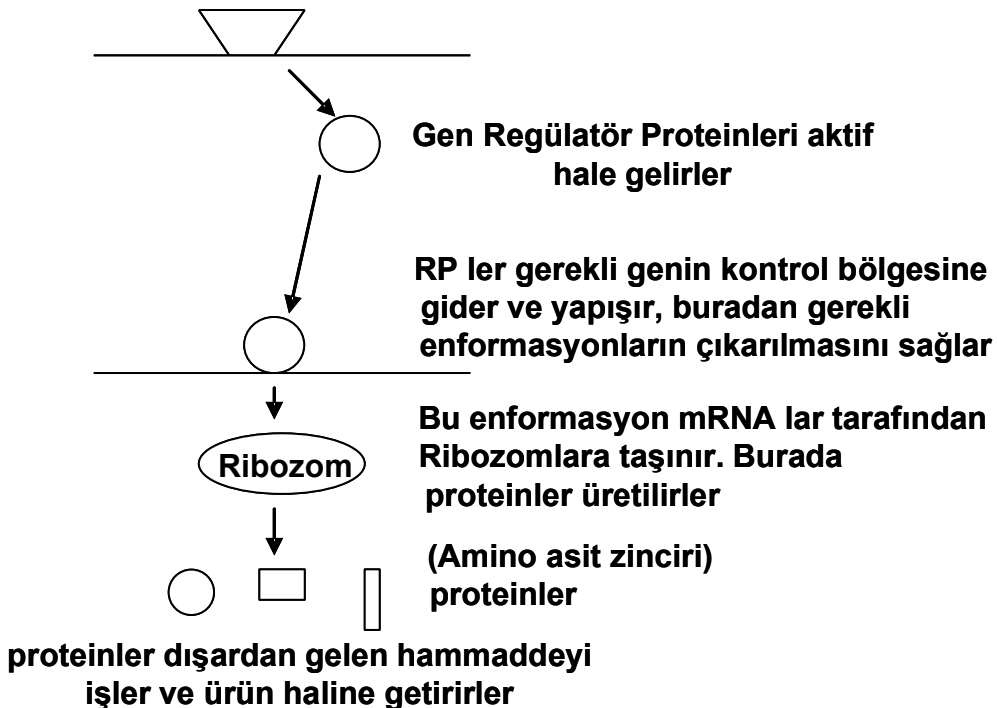 Gen Regülatör Proteinleri aktif
hale gelirler
RP ler gerekli genin kontrol bölgesine
gider ve yapışır, buradan gerekli
enformasyonların çıkarılmasını sağlar
Bu enformasyon mRNA lar tarafından
Ribozomlara taşınır. Burada
proteinler üretilirler
Ribozom
(Amino asit zinciri)
proteinler
proteinler dışardan gelen hammaddeyi
işler ve ürün haline getirirler